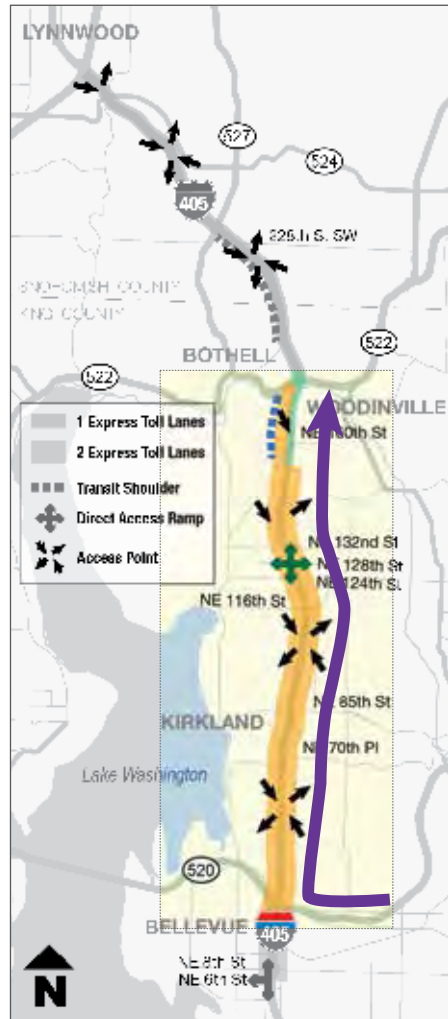 LYNNWOOD
527
524
405
228th St. SW
SNOHOMISH COUNTY
KING COUNTY
BOTHELL
522
522
WOODINVILLE
NE 160th St
1 Express Toll Lanes
2 Express Toll Lanes
Transit Shoulder
Direct Access Ramp
Access Point
NE 132nd St
NE 128th St
NE 124th St
NE 116th St
NE 85th St
KIRKLAND
NE 70th Pl
Lake Washington
520
BELLEVUE
405
NE 8th St
NE 6th St
N